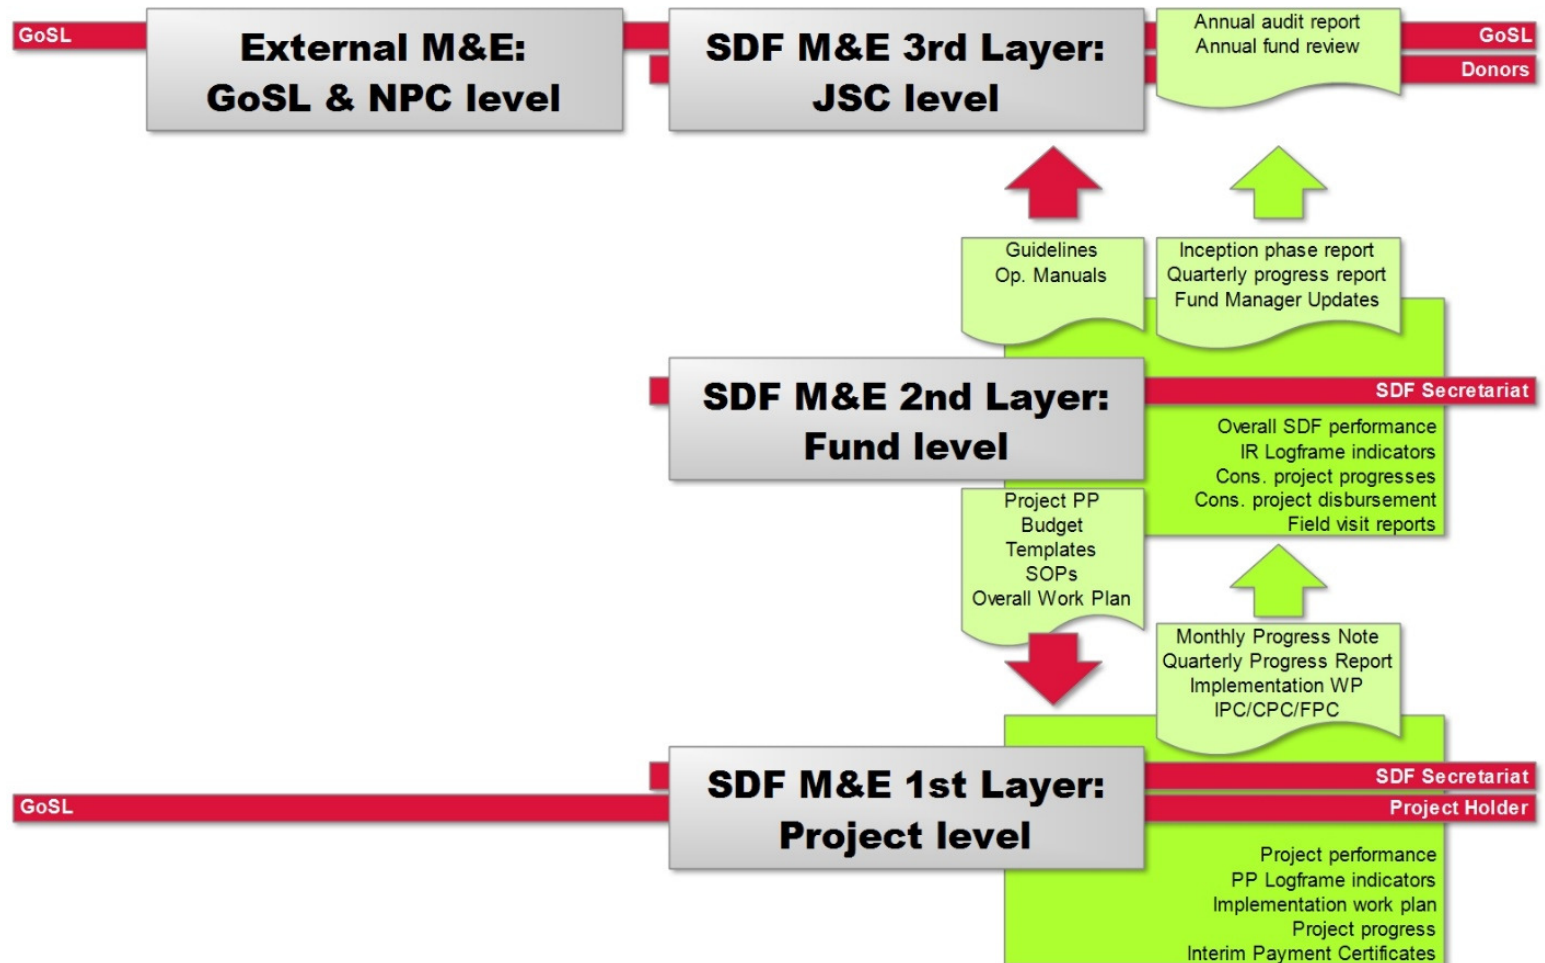 GoSL
External M&E:
GoSL & NPC level
SDF M&E 3rd Layer:
JSC level
Annual audit report
Annual fund review
GoSL
Donors
Guidelines
Op. Manuals
Inception phase report
Quarterly progress report
Fund Manager Updates
SDF M&E 2nd Layer:
Fund level
SDF Secretariat
Overall SDF performance
IR Logframe indicators
Cons. project progresses
Cons. project disbursement
Field visit reports
Project PP
Budget
Templates
SOPs
Overall Work Plan
Monthly Progress Note
Quarterly Progress Report
Implementation WP
IPC/CPC/FPC
GoSL
SDF M&E 1st Layer:
Project level
SDF Secretariat
Project Holder
Project performance
PP Logframe indicators
Implementation work plan
Project progress
Interim Payment Certificates